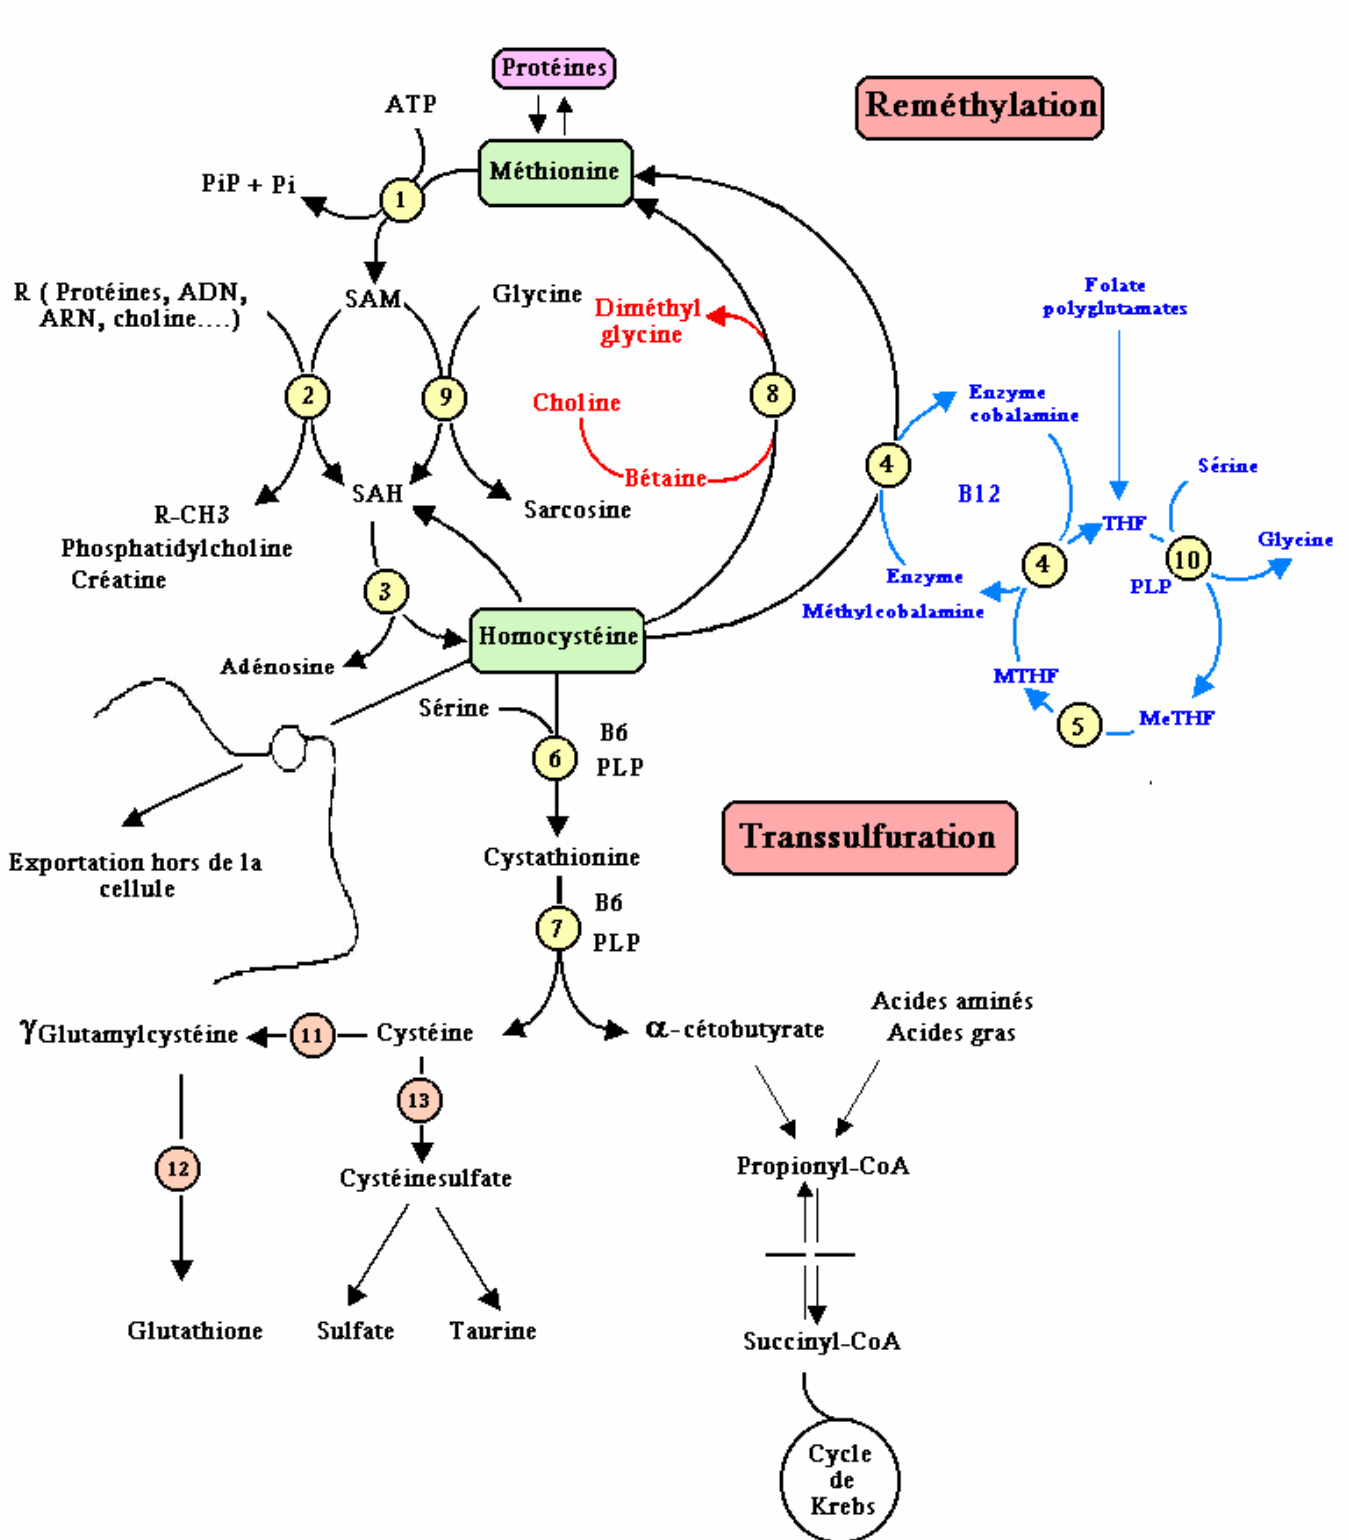 Protéines
Reméthylation
ATP
Méthionine
PiP + Pi
1
R ( Protéines, ADN,
ARN, choline....)
SAM
Glycine
Diméthyl
glycine
Folate
polyglutamates
2
9
8
Choline
Enzyme
cobalamine
4
Bétaine
Sérine
SAH
B12
Sarcosine
R-CH3
THF
Phosphatidylcholine
Créatine
Glycine
4
10
PLP
3
Enzyme
Méthylcobalamine
Homocystéine
Adénosine
MTHF
Sérine
MeTHF
5
B6
6
PLP
Transsulfuration
Cystathionine
Exportation hors de la
cellule
B6
7
PLP
Acides aminés
Acides gras
γGlutamylcystéine
11
Cystéine
α-cétobutyrate
13
12
Propionyl-CoA
Cystéinesulfate
Glutathione
Sulfate
Taurine
Succinyl-CoA
Cycle
de
Krebs